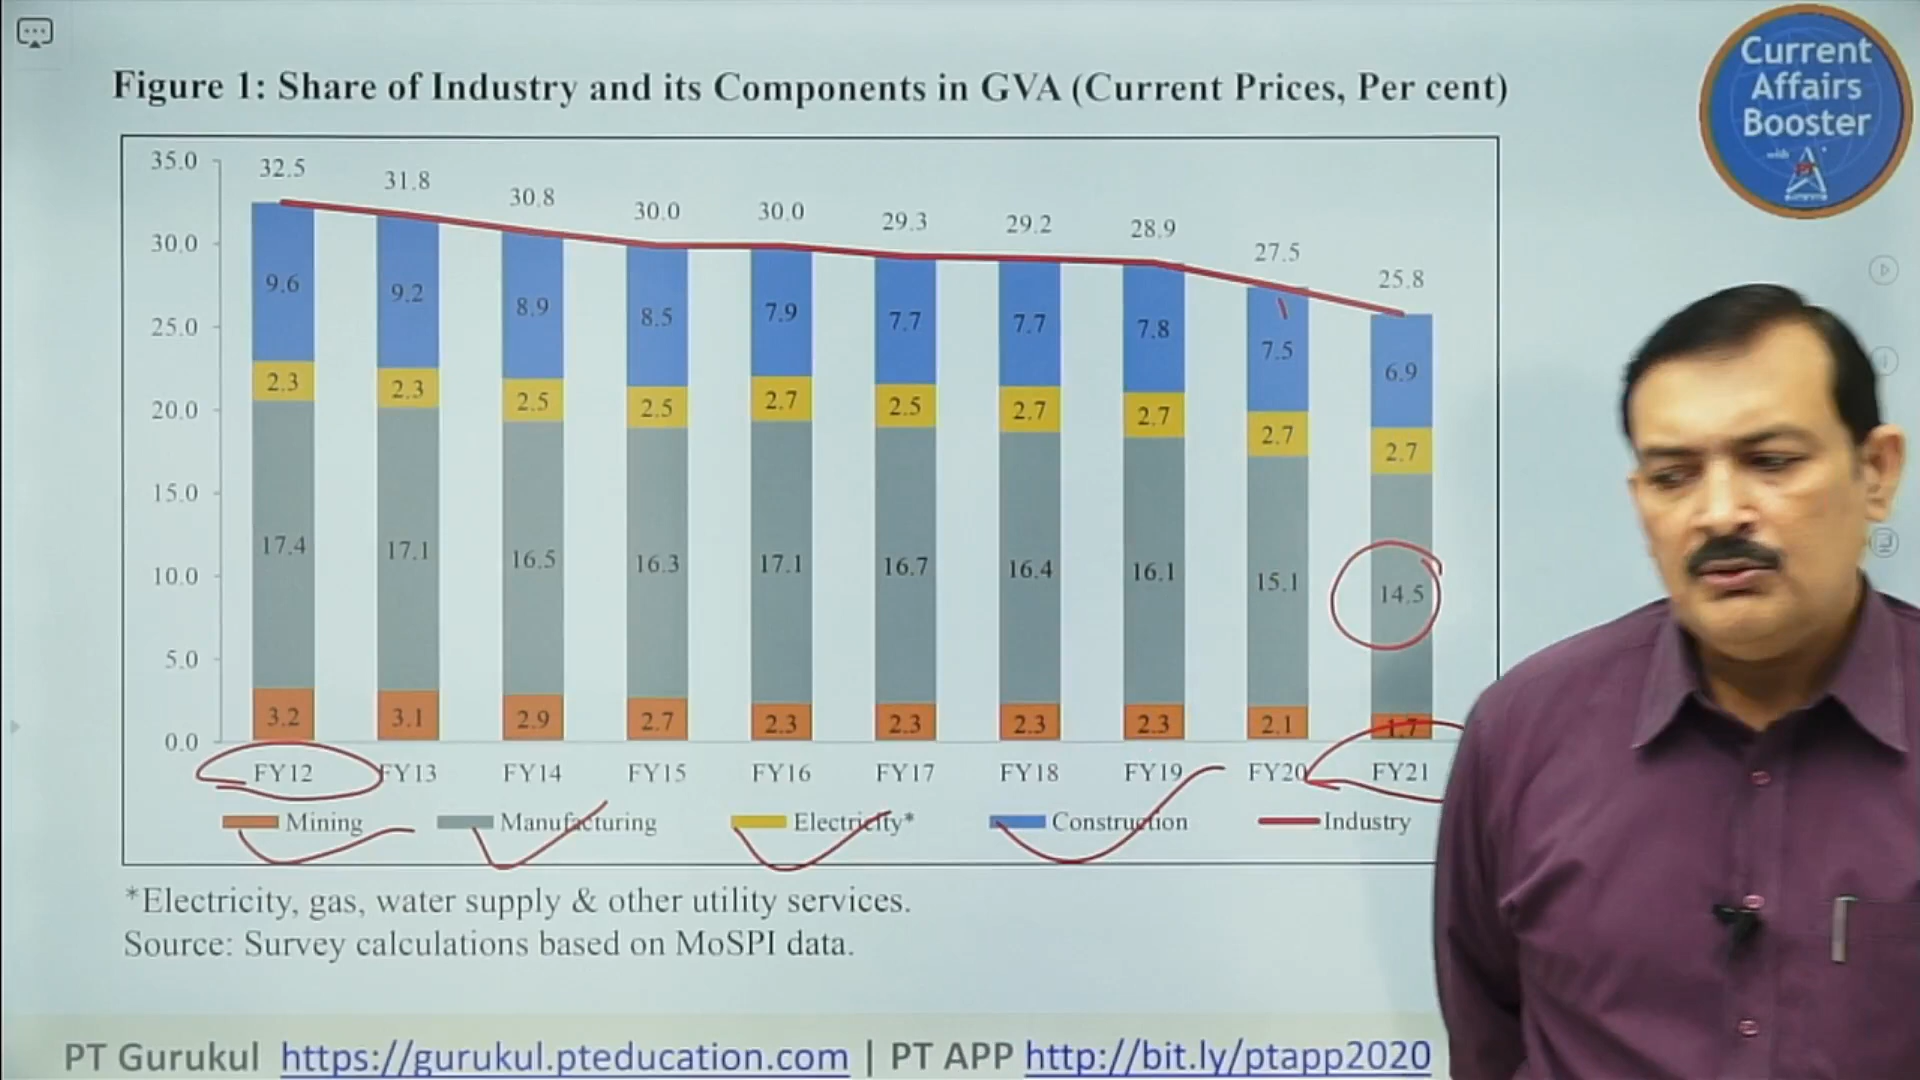 Current
Affairs
Booster
with
Figure 1: Share of Industry and its Components in GVA (Current Prices, Per cent)
35.0
30.0
25.0
20.0
15.0
10.0
5.0
0.0
32.5 31.8 30.8 30.0 30.0 29.3 29.2 28.9 27.5 25.8
9.6 9.2 8.9 8.5 7.9 7.7 7.7 7.8 7.5 6.9
2.3 2.3 2.5 2.5 2.7 2.5 2.7 2.7 2.7 2.7
17.4 17.1 16.5 16.3 17.1 16.7 16.4 16.1 15.1 14.5
3.2 3.1 2.9 2.7 2.3 2.3 2.3 2.3 2.1 1.7
FY12 FY13 FY14 FY15 FY16 FY17 FY18 FY19 FY20 FY21
Mining Manufacturing Electricity* Construction Industry
*Electricity, gas, water supply & other utility services.
Source: Survey calculations based on MoSPI data.
PT Gurukul https://gurukul.pteducation.com | PT APP http://bit.ly/ptapp2020